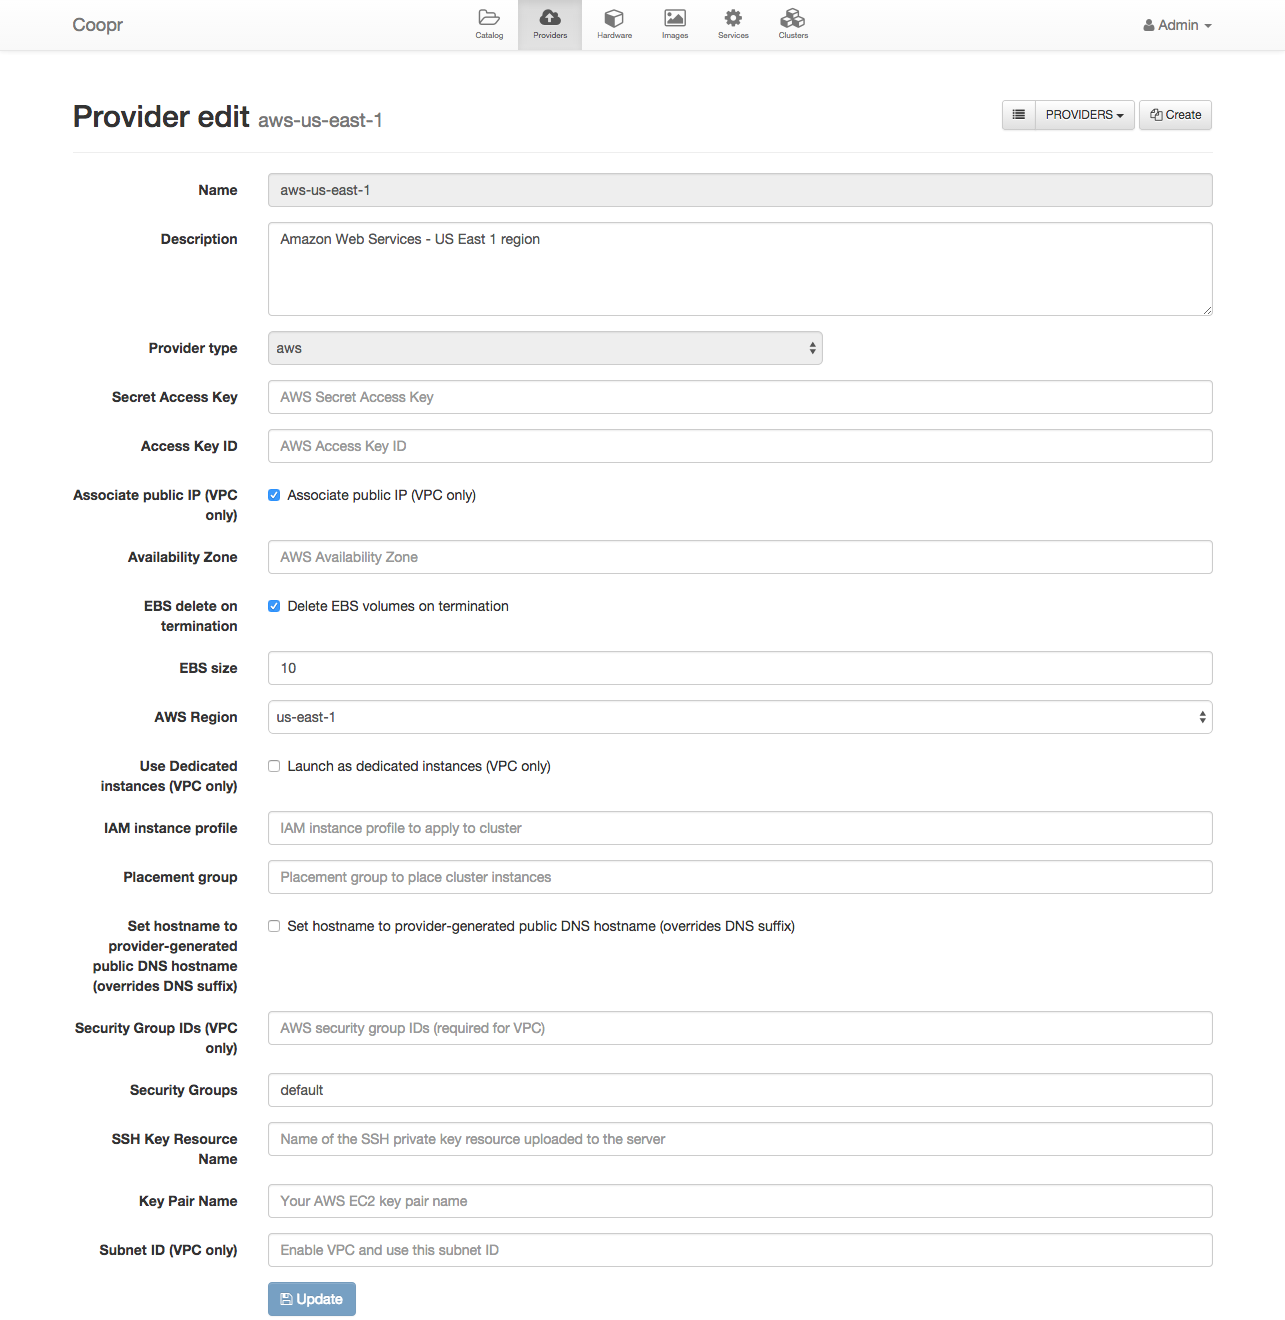 Coopr
Catalog
Providers
Hardware
Images
Services
Clusters
Admin
Provider edit aws-us-east-1
PROVIDERS
Create
Name
aws-us-east-1
Description
Amazon Web Services - US East 1 region
Provider type
aws
Secret Access Key
AWS Secret Access Key
Access Key ID
AWS Access Key ID
Associate public IP (VPC
only)
Associate public IP (VPC only)
Availability Zone
AWS Availability Zone
EBS delete on
termination
Delete EBS volumes on termination
EBS size
10
AWS Region
us-east-1
Use Dedicated
instances (VPC only)
Launch as dedicated instances (VPC only)
IAM instance profile
IAM instance profile to apply to cluster
Placement group
Placement group to place cluster instances
Set hostname to
provider-generated
public DNS hostname
(overrides DNS suffix)
Set hostname to provider-generated public DNS hostname (overrides DNS suffix)
Security Group IDs (VPC
only)
AWS security group IDs (required for VPC)
Security Groups
default
SSH Key Resource
Name
Name of the SSH private key resource uploaded to the server
Key Pair Name
Your AWS EC2 key pair name
Subnet ID (VPC only)
Enable VPC and use this subnet ID
Update